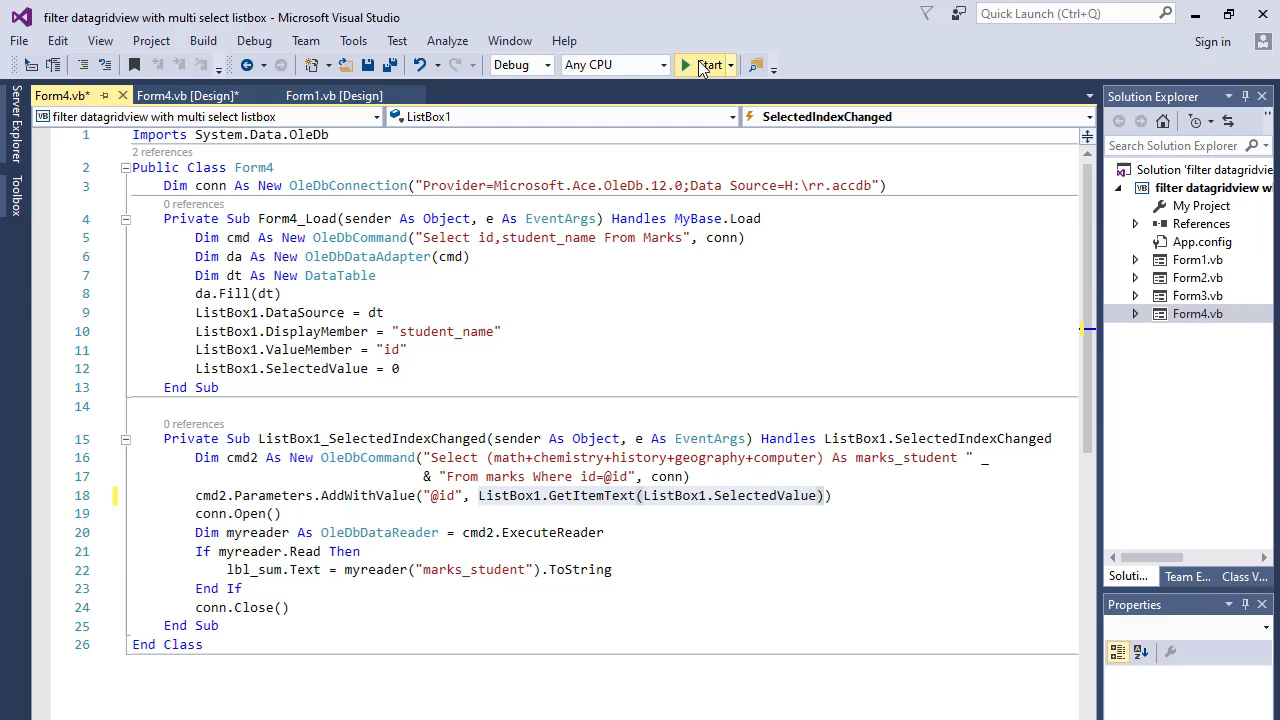 filter datagridview with multi select listbox - Microsoft Visual Studio
Quick Launch (Ctrl+Q)
File Edit View Project Build Debug Team Tools Test Analyze Window Help
Sign in
Debug Any CPU Start
Form4.vb* Form4.vb [Design]* Form1.vb [Design]
filter datagridview with multi select listbox ListBox1 SelectedIndexChanged
Server Explorer
Toolbox
1 Imports System.Data.OleDb
2 references
2 Public Class Form4
3 Dim conn As New OleDbConnection("Provider=Microsoft.Ace.OleDb.12.0;Data Source=H:\rr.accdb")
0 references
4 Private Sub Form4_Load(sender As Object, e As EventArgs) Handles MyBase.Load
5 Dim cmd As New OleDbCommand("Select id,student_name From Marks", conn)
6 Dim da As New OleDbDataAdapter(cmd)
7 Dim dt As New DataTable
8 da.Fill(dt)
9 ListBox1.DataSource = dt
10 ListBox1.DisplayMember = "student_name"
11 ListBox1.ValueMember = "id"
12 ListBox1.SelectedValue = 0
13 End Sub
14
0 references
15 Private Sub ListBox1_SelectedIndexChanged(sender As Object, e As EventArgs) Handles ListBox1.SelectedIndexChanged
16 Dim cmd2 As New OleDbCommand("Select (math+chemistry+history+geography+computer) As marks_student " _
17 & "From marks Where id=@id", conn)
18 cmd2.Parameters.AddWithValue("@id", ListBox1.GetItemText(ListBox1.SelectedValue))
19 conn.Open()
20 Dim myreader As OleDbDataReader = cmd2.ExecuteReader
21 If myreader.Read Then
22 lbl_sum.Text = myreader("marks_student").ToString
23 End If
24 conn.Close()
25 End Sub
26 End Class
Solution Explorer
Search Solution Explorer
Solution 'filter datagridview
filter datagridview w
My Project
References
App.config
Form1.vb
Form2.vb
Form3.vb
Form4.vb
Soluti... Team E... Class V...
Properties